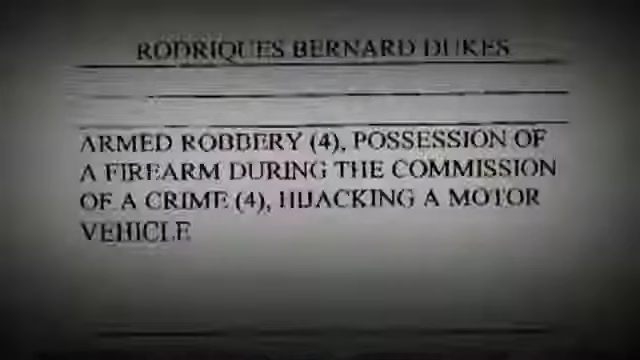 RODRIQUES BERNARD DUKES
ARMED ROBBERY (4), POSSESSION OF
A FIREARM DURING THE COMMISSION
OF A CRIME (4), HIJACKING A MOTOR
VEHICLE